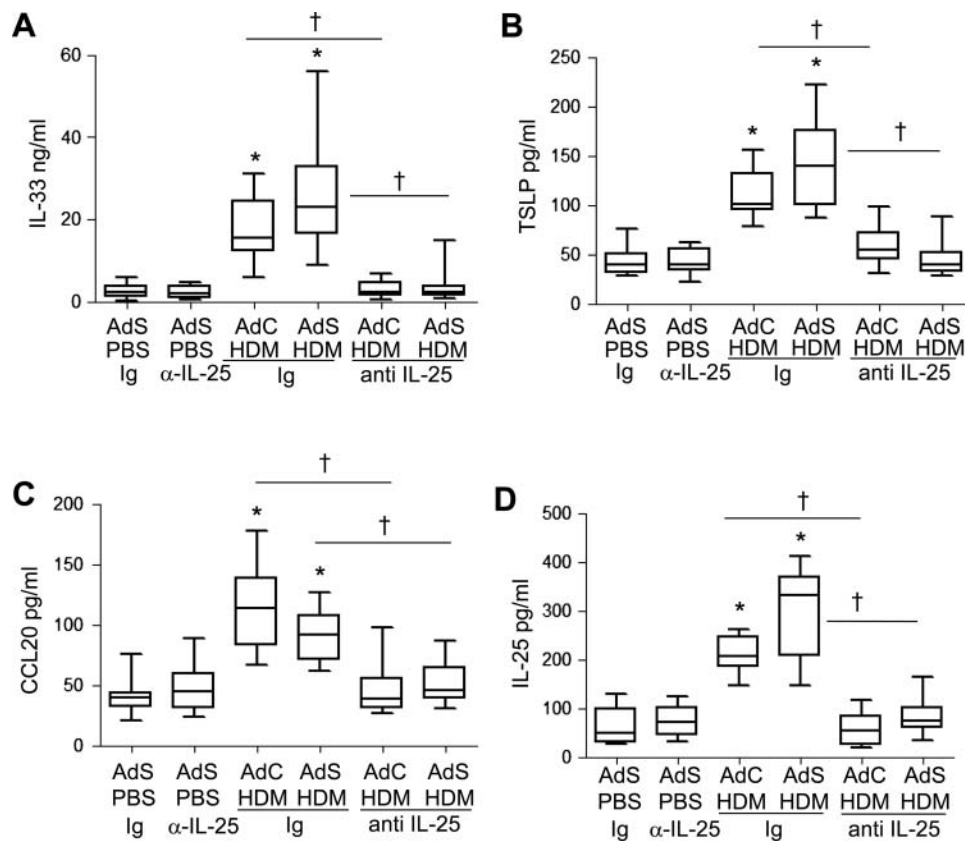 A
†
60
*
*
40
†
IL-33 ng/ml
20
0
AdS AdS AdC AdS AdC AdS
PBS PBS HDM HDM HDM HDM
Ig α-IL-25 Ig anti IL-25
B
†
250
*
200
*
†
150
TSLP pg/ml
100
50
0
AdS AdS AdC AdS AdC AdS
PBS PBS HDM HDM HDM HDM
Ig α-IL-25 Ig anti IL-25
C
†
200
*
†
150
*
CCL20 pg/ml
100
50
0
AdS AdS AdC AdS AdC AdS
PBS PBS HDM HDM HDM HDM
Ig α-IL-25 Ig anti IL-25
D
†
500
*
400
*
†
300
IL-25 pg/ml
200
100
0
AdS AdS AdC AdS AdC AdS
PBS PBS HDM HDM HDM HDM
Ig α-IL-25 Ig anti IL-25